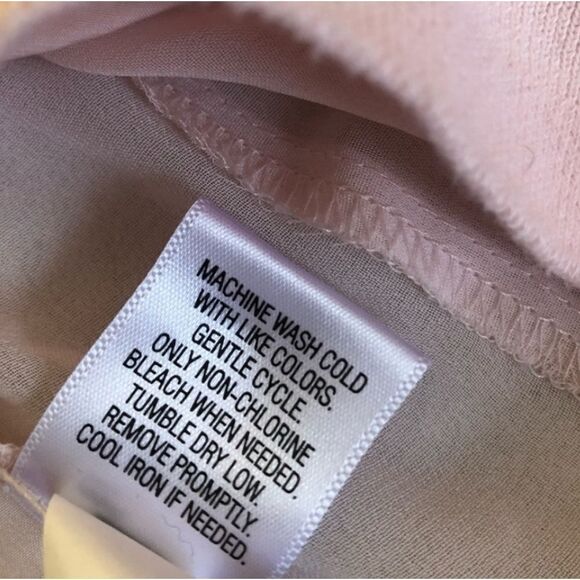 MACHINE WASH COLD
WITH LIKE COLORS.
GENTLE CYCLE
ONLY NON-CHLORINE
BLEACH WHEN NEEDED.
TUMBLE DRY LOW.
REMOVE PROMPTLY.
COOL IRON IF NEEDED.